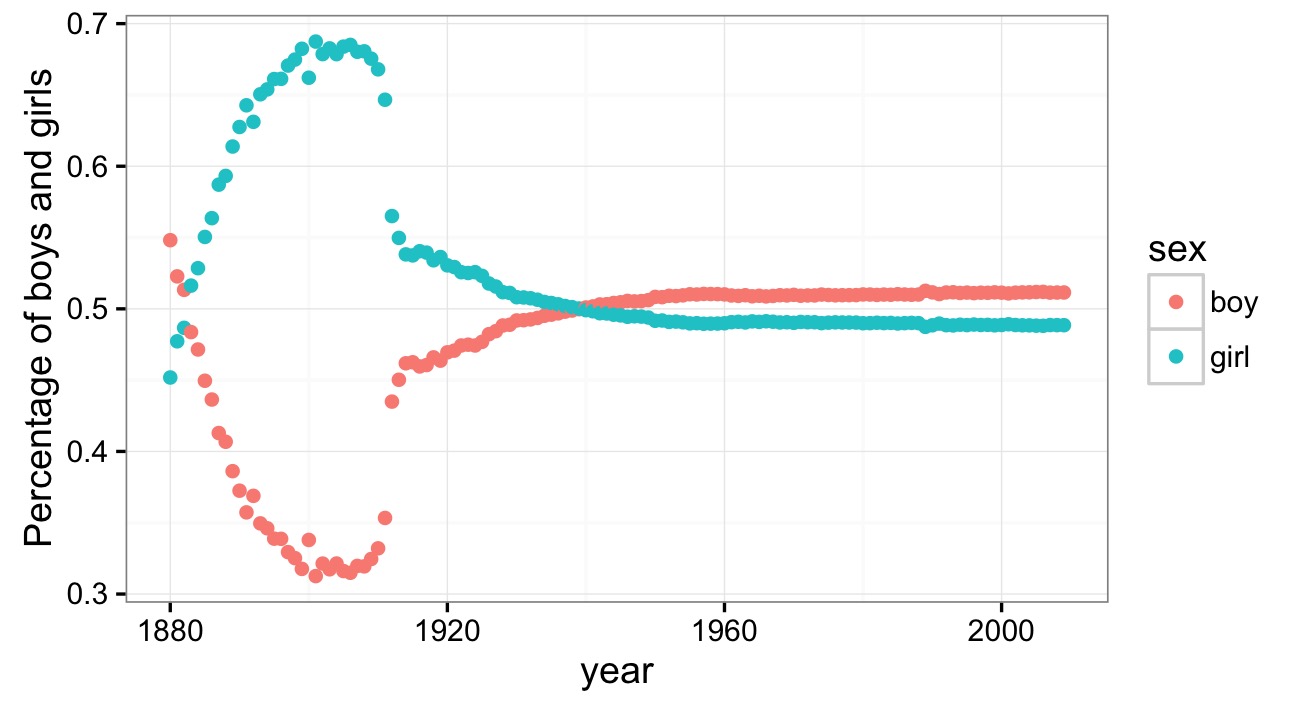 Percentage of boys and girls
0.7
0.6
0.5
0.4
0.3
1880 1920 1960 2000
year
sex
boy
girl